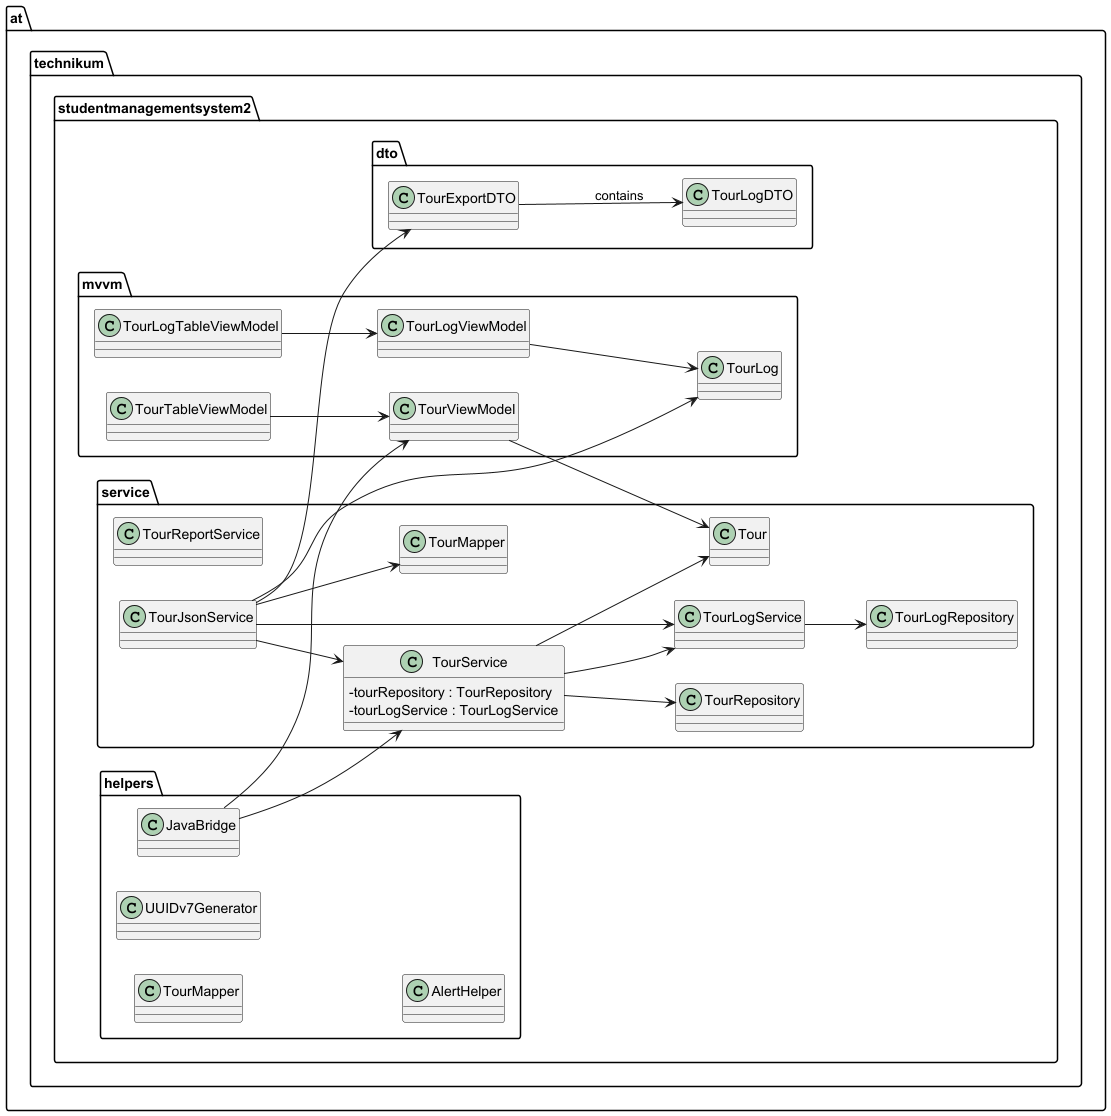 at
technikum
studentmanagementsystem2
dto
C TourExportDTO
contains
C TourLogDTO
mvvm
C TourLogTableViewModel
C TourLogViewModel
C TourLog
C TourTableViewModel
C TourViewModel
service
C TourReportService
C TourMapper
C Tour
C TourJsonService
C TourLogService
C TourLogRepository
C TourService
-tourRepository : TourRepository
-tourLogService : TourLogService
C TourRepository
helpers
C JavaBridge
C UUIDv7Generator
C TourMapper
C AlertHelper